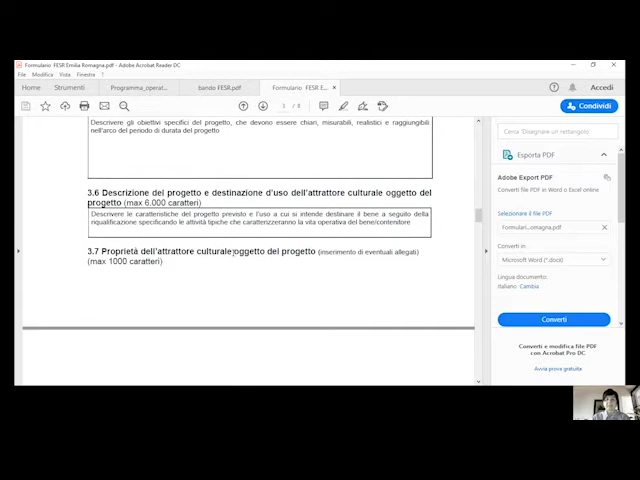 Formulario FESR Emilia Romagna.pdf - Adobe Acrobat Reader DC
File Modifica Vista Finestra ?
Home Strumenti Programma_operat... bando FESR.pdf Formulario FESR E... × Accedi
1 / 8 Condividi
Descrivere gli obiettivi specifici del progetto, che devono essere chiari, misurabili, realistici e raggiungibili
nell'arco del periodo di durata del progetto
3.6 Descrizione del progetto e destinazione d'uso dell'attrattore culturale oggetto del
progetto (max 6.000 caratteri)
Descrivere le caratteristiche del progetto previsto e l'uso a cui si intende destinare il bene a seguito della
riqualificazione specificando le attività tipiche che caratterizzeranno la vita operativa del bene/contenitore
3.7 Proprietà dell'attrattore culturale oggetto del progetto (inserimento di eventuali allegati)
(max 1000 caratteri)
Cerca 'Disegnare un rettangolo'
Esporta PDF
Adobe Export PDF
Convertite file PDF in Word o Excel online
Selezionare il file PDF
Formulari...omagna.pdf ×
Converti in:
Microsoft Word (*.docx)
Lingua documento:
Italiano Cambia
Converti
Converti e modifica file PDF
con Acrobat Pro DC
Avvia prova gratuita